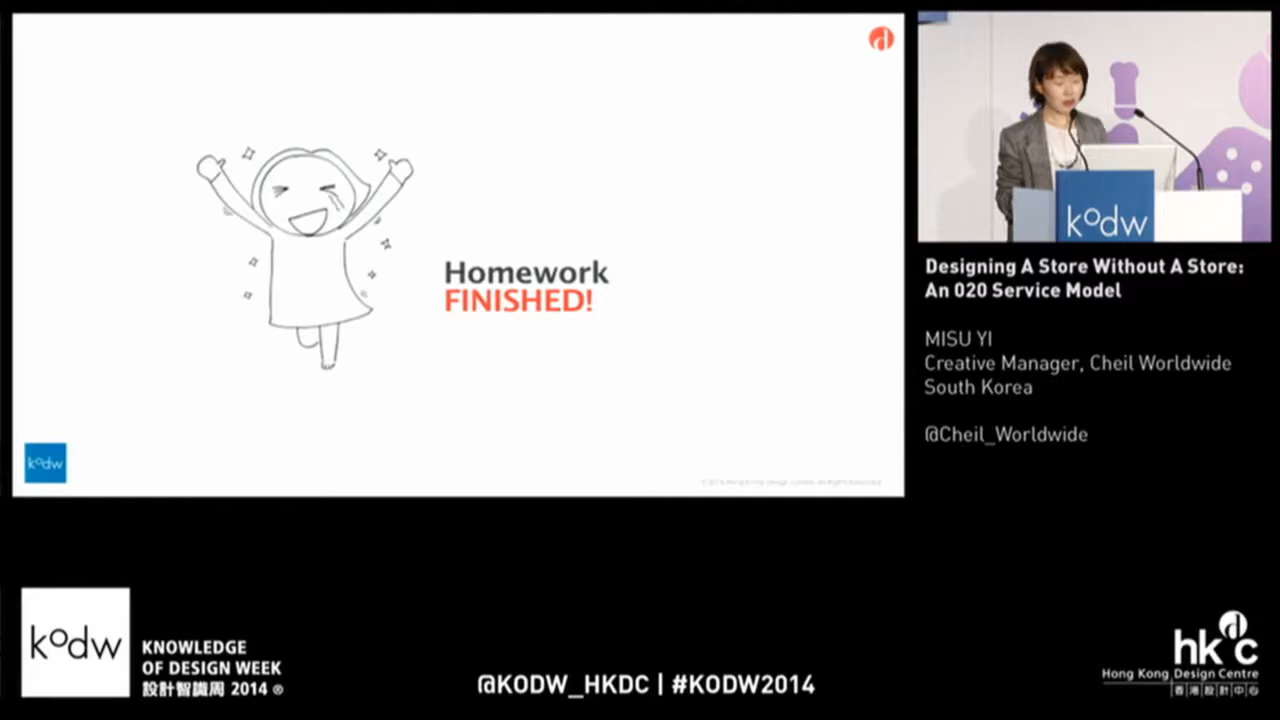 Homework
FINISHED!
kodw
kodw
Designing A Store Without A Store:
An O2O Service Model
MISU YI
Creative Manager, Cheil Worldwide
South Korea
@Cheil_Worldwide
kodw
KNOWLEDGE
OF DESIGN WEEK
設計智識周 2014 ®
@KODW_HKDC | #KODW2014
hkdc
Hong Kong Design Centre
香港設計中心